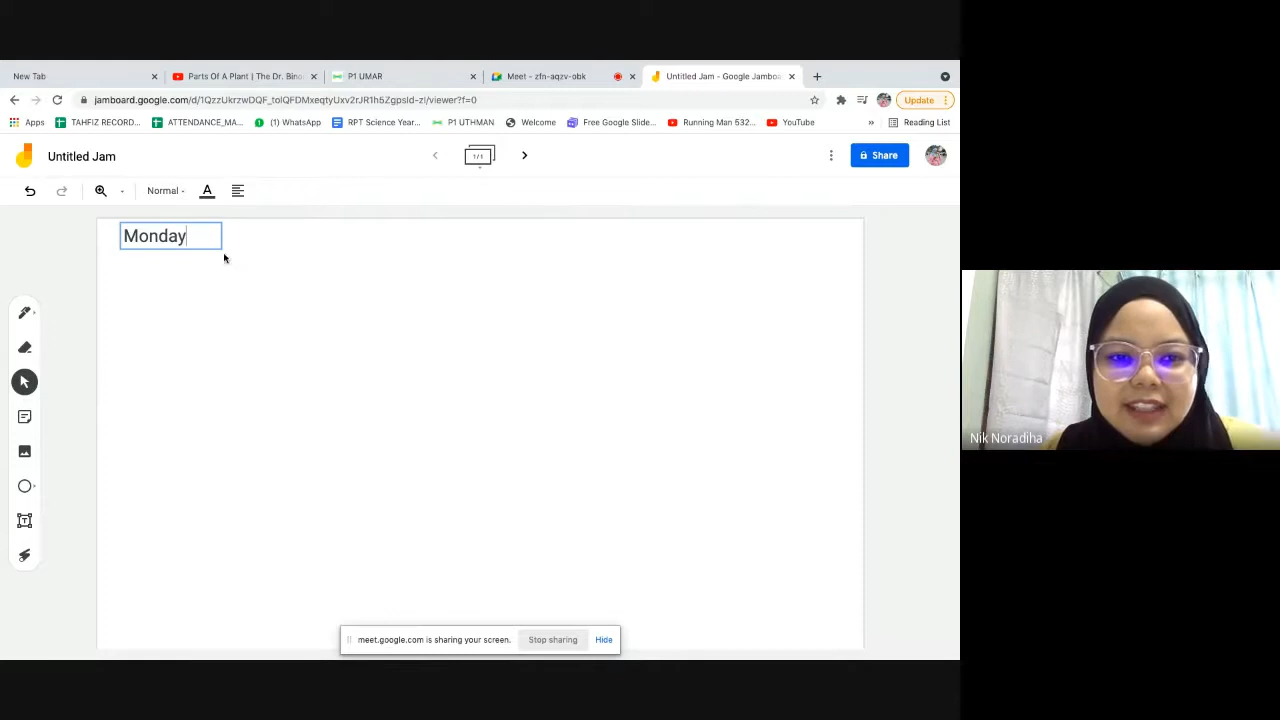 New Tab
Parts Of A Plant | The Dr. Bino
P1 UMAR
Meet - zfn-aqzv-obk
Untitled Jam - Google Jamboa
jamboard.google.com/d/1QzzUkrzwDQF_tolQFDMxeqtyUxv2rJR1h5Zgpsld-zI/viewer?f=0
Update
Apps
TAHFIZ RECORD...
ATTENDANCE_MA...
(1) WhatsApp
RPT Science Year...
P1 UTHMAN
Welcome
Free Google Slide...
Running Man 532...
YouTube
»
Reading List
Untitled Jam
1/1
Share
Normal
A
Monday
T
Nik Noradiha
meet.google.com is sharing your screen.
Stop sharing
Hide